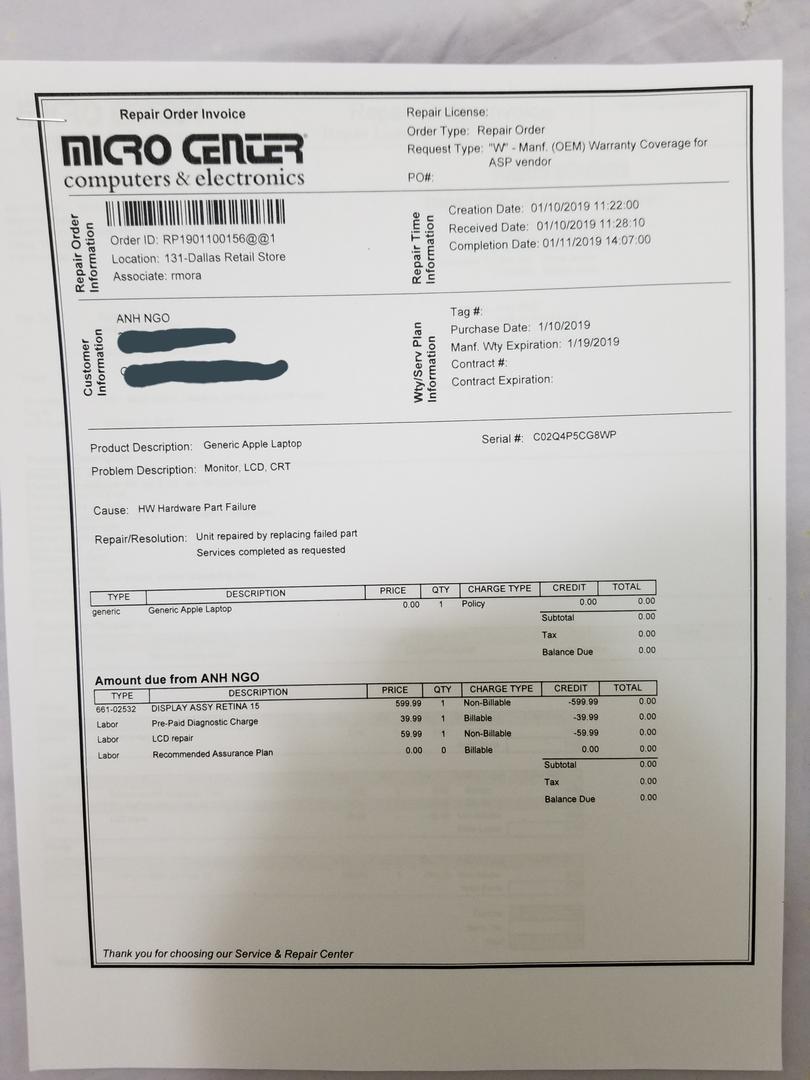 Repair Order Invoice
MICRO CENTER
computers & electronics
Repair License:
Order Type: Repair Order
Request Type: "W" - Manf. (OEM) Warranty Coverage for
ASP vendor
PO#:
Repair Order
Information
Order ID: RP1901100156@@1
Location: 131-Dallas Retail Store
Associate: rmora
Repair Time
Information
Creation Date: 01/10/2019 11:22:00
Received Date: 01/10/2019 11:28:10
Completion Date: 01/11/2019 14:07:00
Customer
Information
ANH NGO
Wty/Serv Plan
Information
Tag #:
Purchase Date: 1/10/2019
Manf. Wty Expiration: 1/19/2019
Contract #:
Contract Expiration:
Product Description: Generic Apple Laptop
Serial #: C02Q4P5CG8WP
Problem Description: Monitor, LCD, CRT
Cause: HW Hardware Part Failure
Repair/Resolution: Unit repaired by replacing failed part
Services completed as requested
TYPE DESCRIPTION PRICE QTY CHARGE TYPE CREDIT TOTAL
generic Generic Apple Laptop 0.00 1 Policy 0.00 0.00
Subtotal 0.00
Tax 0.00
Balance Due 0.00
Amount due from ANH NGO
TYPE DESCRIPTION PRICE QTY CHARGE TYPE CREDIT TOTAL
661-02532 DISPLAY ASSY RETINA 15 599.99 1 Non-Billable -599.99 0.00
Labor Pre-Paid Diagnostic Charge 39.99 1 Billable -39.99 0.00
Labor LCD repair 59.99 1 Non-Billable -59.99 0.00
Labor Recommended Assurance Plan 0.00 0 Billable 0.00 0.00
Subtotal 0.00
Tax 0.00
Balance Due 0.00
Thank you for choosing our Service & Repair Center